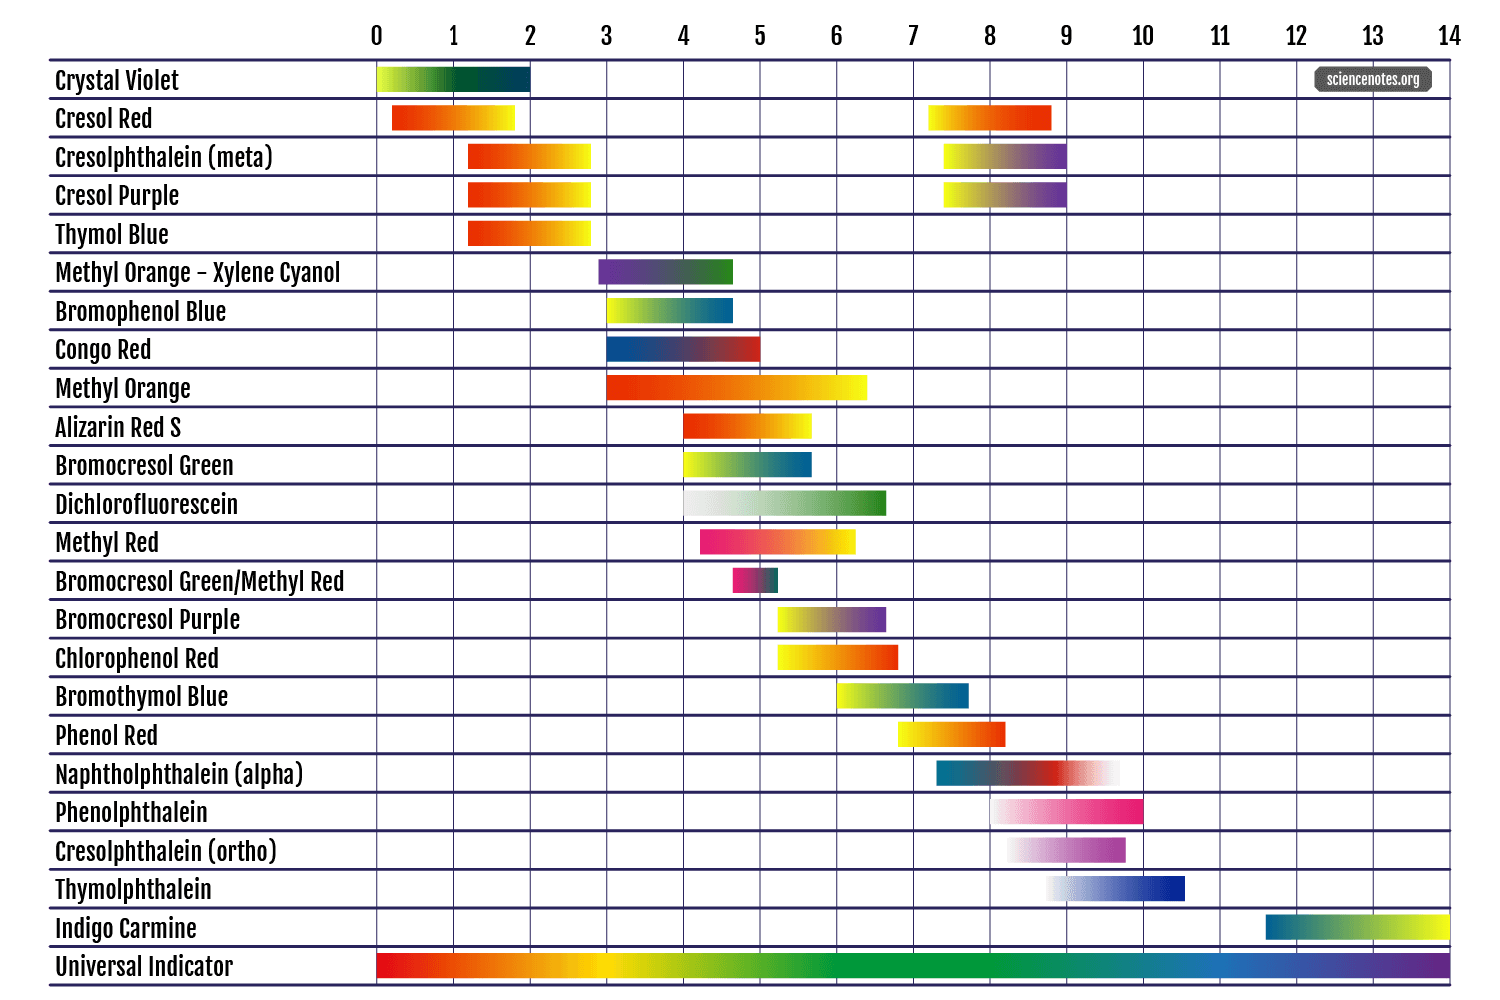 0 1 2 3 4 5 6 7 8 9 10 11 12 13 14
Crystal Violet
sciencenotes.org
Cresol Red
Cresolphthalein (meta)
Cresol Purple
Thymol Blue
Methyl Orange - Xylene Cyanol
Bromophenol Blue
Congo Red
Methyl Orange
Alizarin Red S
Bromocresol Green
Dichlorofluorescein
Methyl Red
Bromocresol Green/Methyl Red
Bromocresol Purple
Chlorophenol Red
Bromothymol Blue
Phenol Red
Naphtholphthalein (alpha)
Phenolphthalein
Cresolphthalein (ortho)
Thymolphthalein
Indigo Carmine
Universal Indicator